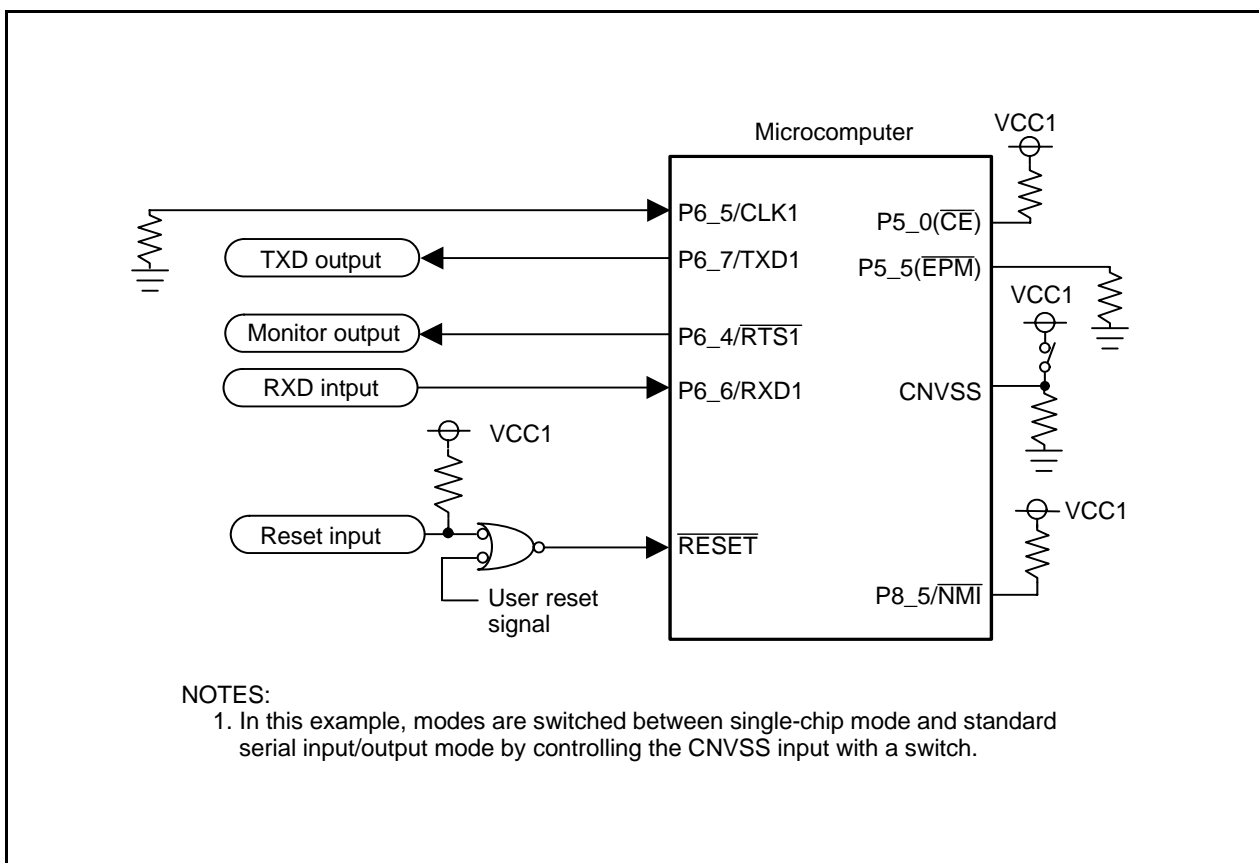 Microcomputer
VCC1
P6_5/CLK1
P5_0(CE)
TXD output
P6_7/TXD1
P5_5(EPM)
VCC1
Monitor output
P6_4/RTS1
RXD intput
P6_6/RXD1
CNVSS
VCC1
Reset input
RESET
VCC1
User reset
signal
P8_5/NMI
NOTES:
1. In this example, modes are switched between single-chip mode and standard
serial input/output mode by controlling the CNVSS input with a switch.